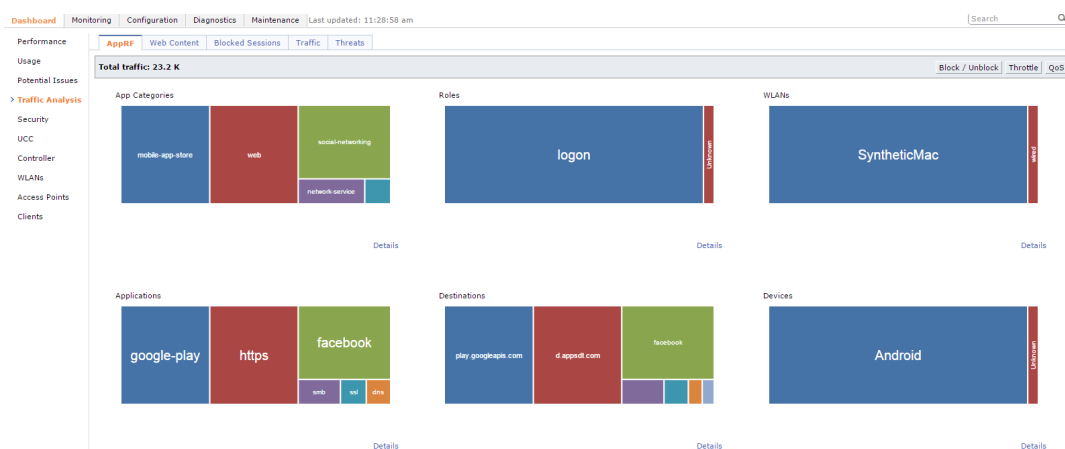 Dashboard Monitoring Configuration Diagnostics Maintenance Last updated: 11:28:58 am Search
Performance
Usage
Potential Issues
> Traffic Analysis
Security
UCC
Controller
WLANs
Access Points
Clients
AppRF Web Content Blocked Sessions Traffic Threats
Total traffic: 23.2 K Block / Unblock Throttle QoS
App Categories Roles WLANs
mobile-app-store web social-networking network-service
logon Unknown
SyntheticMac wired
Details Details Details
Applications Destinations Devices
google-play https facebook smb ssl dns
play.googleapis.com d.appsdt.com facebook
Android Unknown
Details Details Details